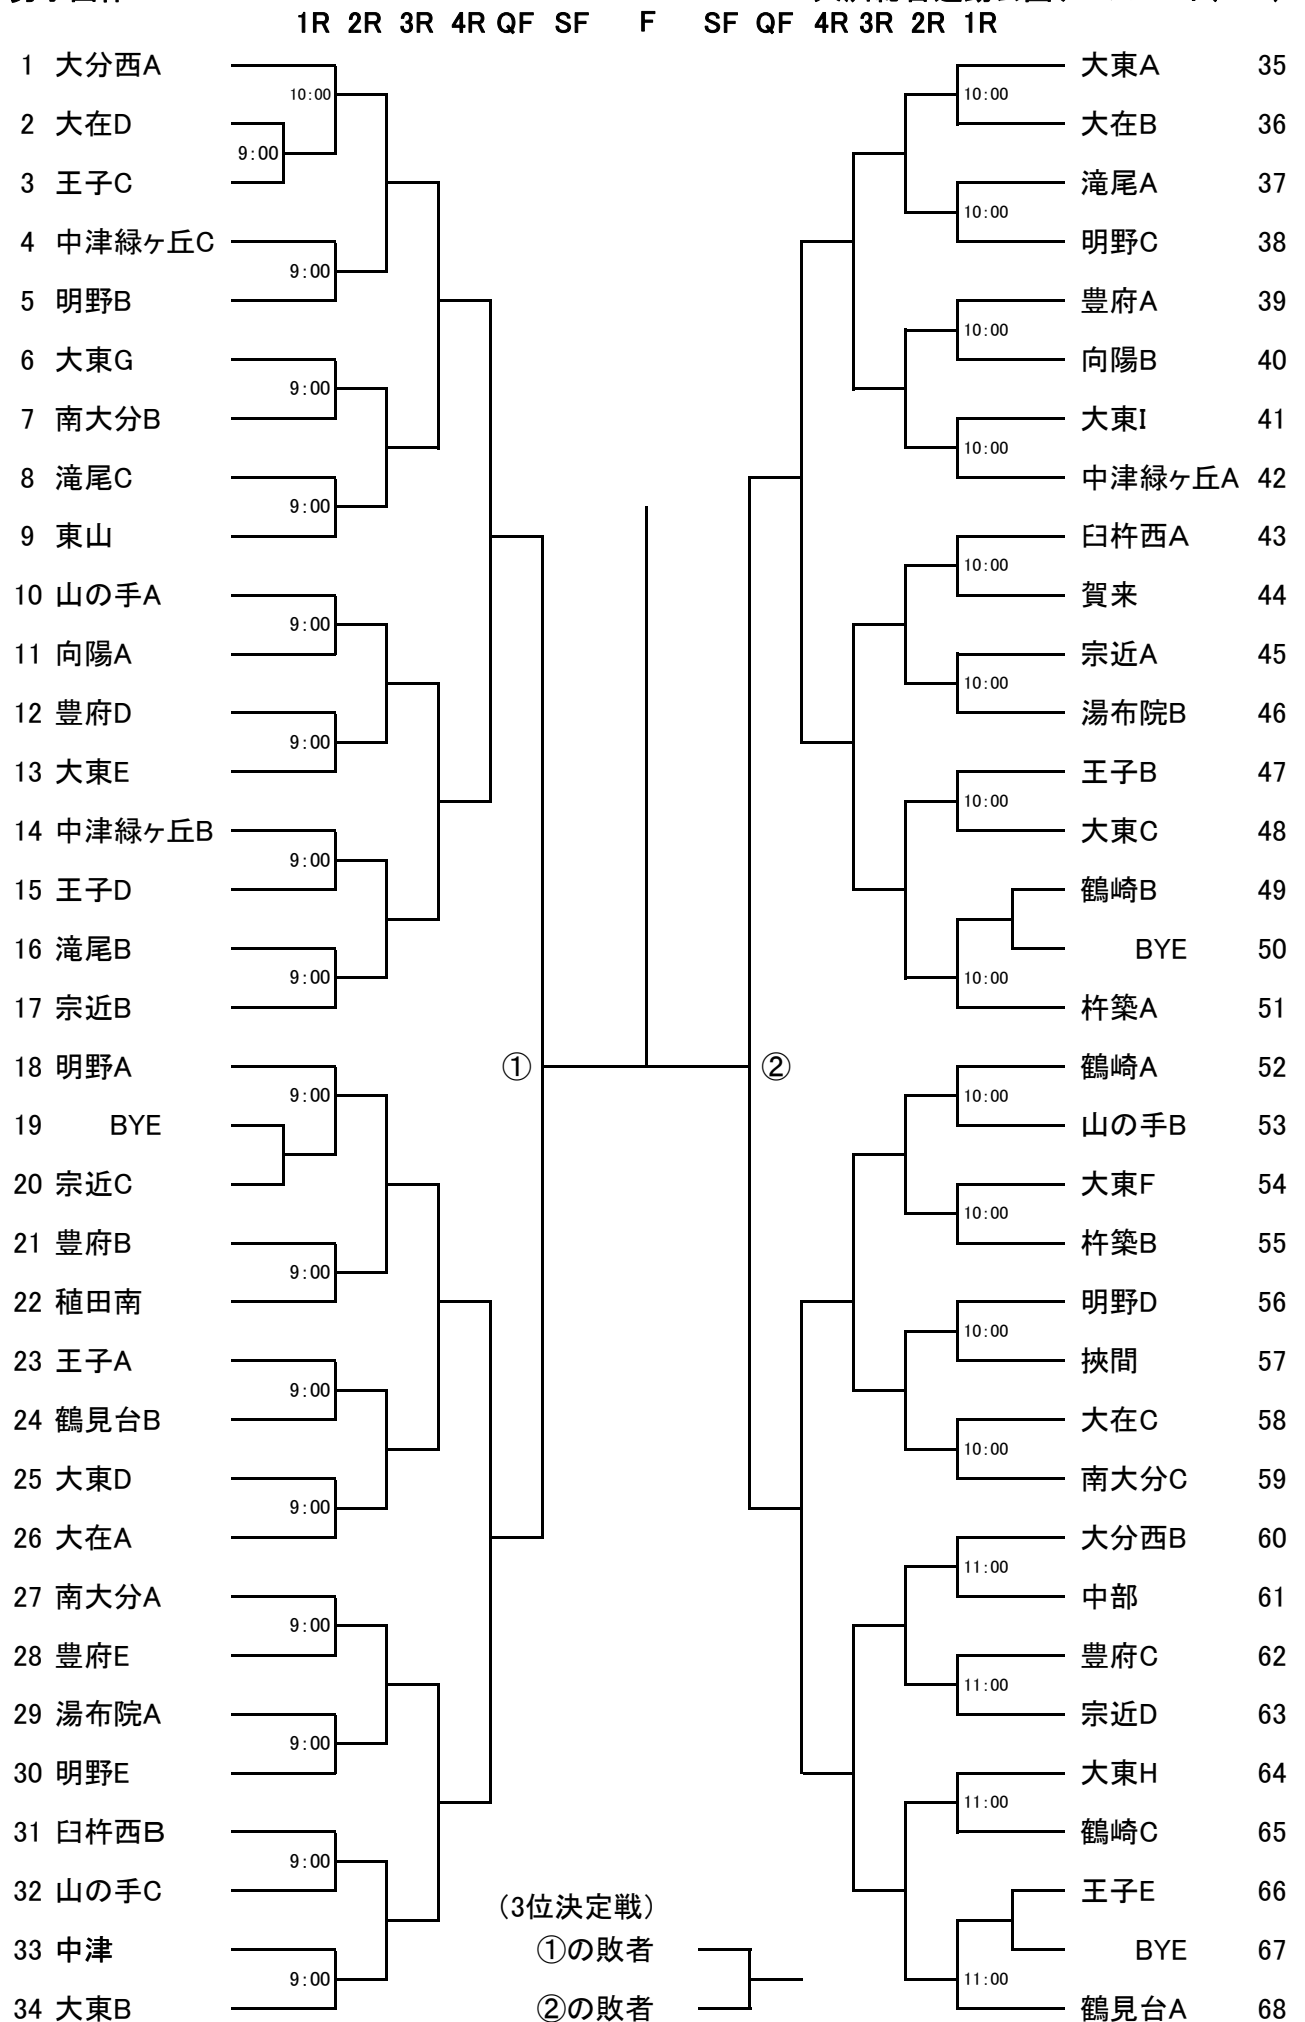 1R 2R 3R 4R QF SF F SF QF 4R 3R 2R 1R
1 大分西A
10:00
2 大在D
9:00
3 王子C
4 中津緑ヶ丘C
9:00
5 明野B
6 大東G
9:00
7 南大分B
8 滝尾C
9:00
9 東山
10 山の手A
9:00
11 向陽A
12 豊府D
9:00
13 大東E
14 中津緑ヶ丘B
9:00
15 王子D
16 滝尾B
9:00
17 宗近B
18 明野A
9:00
19 BYE
20 宗近C
21 豊府B
9:00
22 稙田南
23 王子A
9:00
24 鶴見台B
25 大東D
9:00
26 大在A
27 南大分A
9:00
28 豊府E
29 湯布院A
9:00
30 明野E
31 臼杵西B
9:00
32 山の手C
33 中津
9:00
34 大東B
①
②
(3位決定戦)
①の敗者
②の敗者
大東A 35
10:00
大在B 36
滝尾A 37
10:00
明野C 38
豊府A 39
10:00
向陽B 40
大東I 41
10:00
中津緑ヶ丘A 42
臼杵西A 43
10:00
賀来 44
宗近A 45
10:00
湯布院B 46
王子B 47
10:00
大東C 48
鶴崎B 49
BYE 50
10:00
杵築A 51
鶴崎A 52
10:00
山の手B 53
大東F 54
10:00
杵築B 55
明野D 56
10:00
挾間 57
大在C 58
10:00
南大分C 59
大分西B 60
11:00
中部 61
豊府C 62
11:00
宗近D 63
大東H 64
11:00
鶴崎C 65
王子E 66
BYE 67
11:00
鶴見台A 68